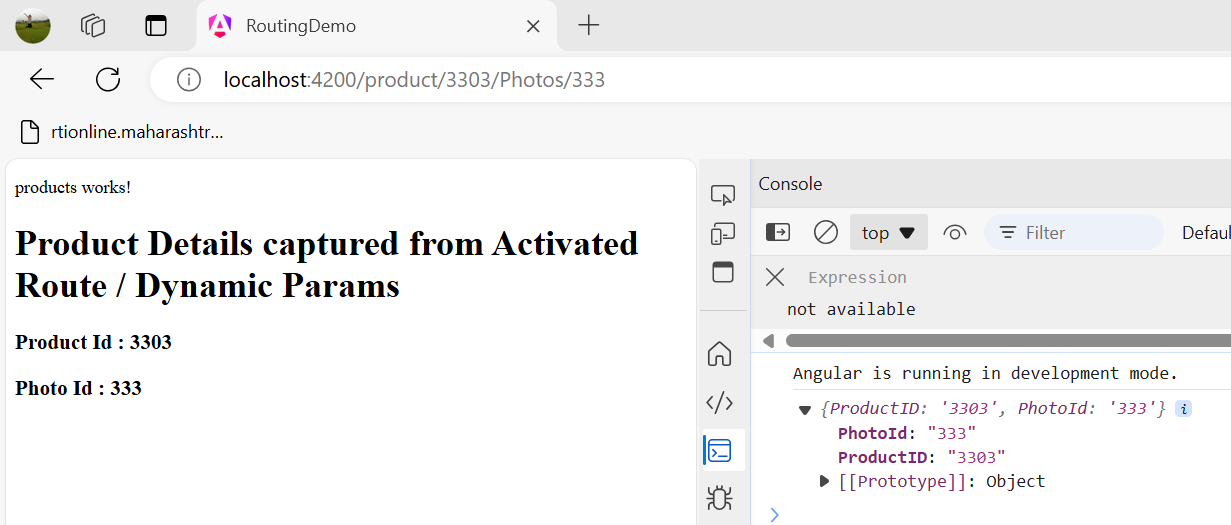 RoutingDemo
localhost:4200/product/3303/Photos/333
rtionline.maharashtr...
products works!
Product Details captured from Activated
Route / Dynamic Params
Product Id : 3303
Photo Id : 333
Console
top
Filter
Defau
Expression
not available
Angular is running in development mode.
{ProductID: '3303', PhotoId: '333'} i
PhotoId: "333"
ProductID: "3303"
[[Prototype]]: Object